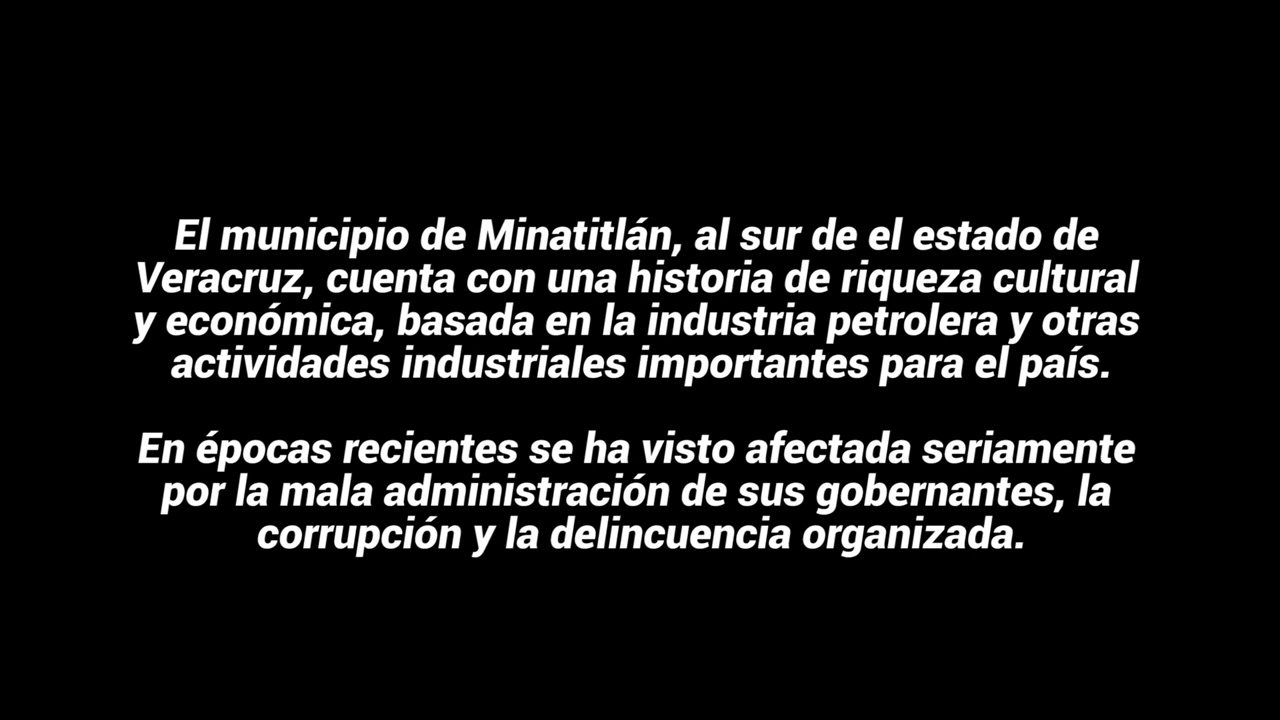 El municipio de Minatitlán, al sur de el estado de
Veracruz, cuenta con una historia de riqueza cultural
y económica, basada en la industria petrolera y otras
actividades industriales importantes para el país.
En épocas recientes se ha visto afectada seriamente
por la mala administración de sus gobernantes, la
corrupción y la delincuencia organizada.